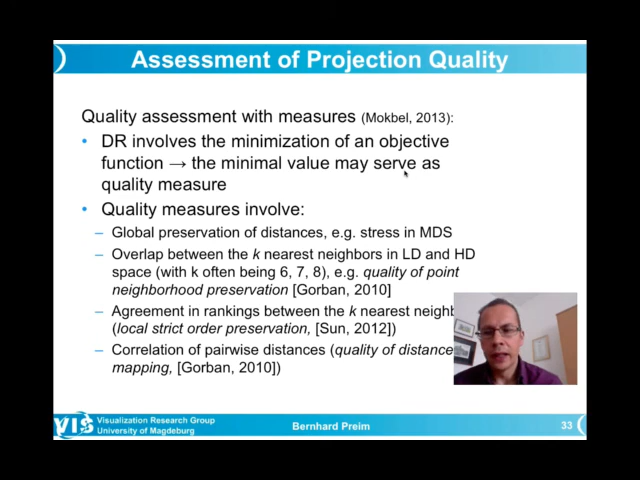 Assessment of Projection Quality
Quality assessment with measures (Mokbel, 2013):
• DR involves the minimization of an objective
function → the minimal value may serve as
quality measure
• Quality measures involve:
– Global preservation of distances, e.g. stress in MDS
– Overlap between the k nearest neighbors in LD and HD
space (with k often being 6, 7, 8), e.g. quality of point
neighborhood preservation [Gorban, 2010]
– Agreement in rankings between the k nearest
(local strict order preservation, [Sun, 2012])
– Correlation of pairwise distances (quality of distance
mapping, [Gorban, 2010])
VIS
Visualization Research Group
University of Magdeburg
Bernhard Preim
33